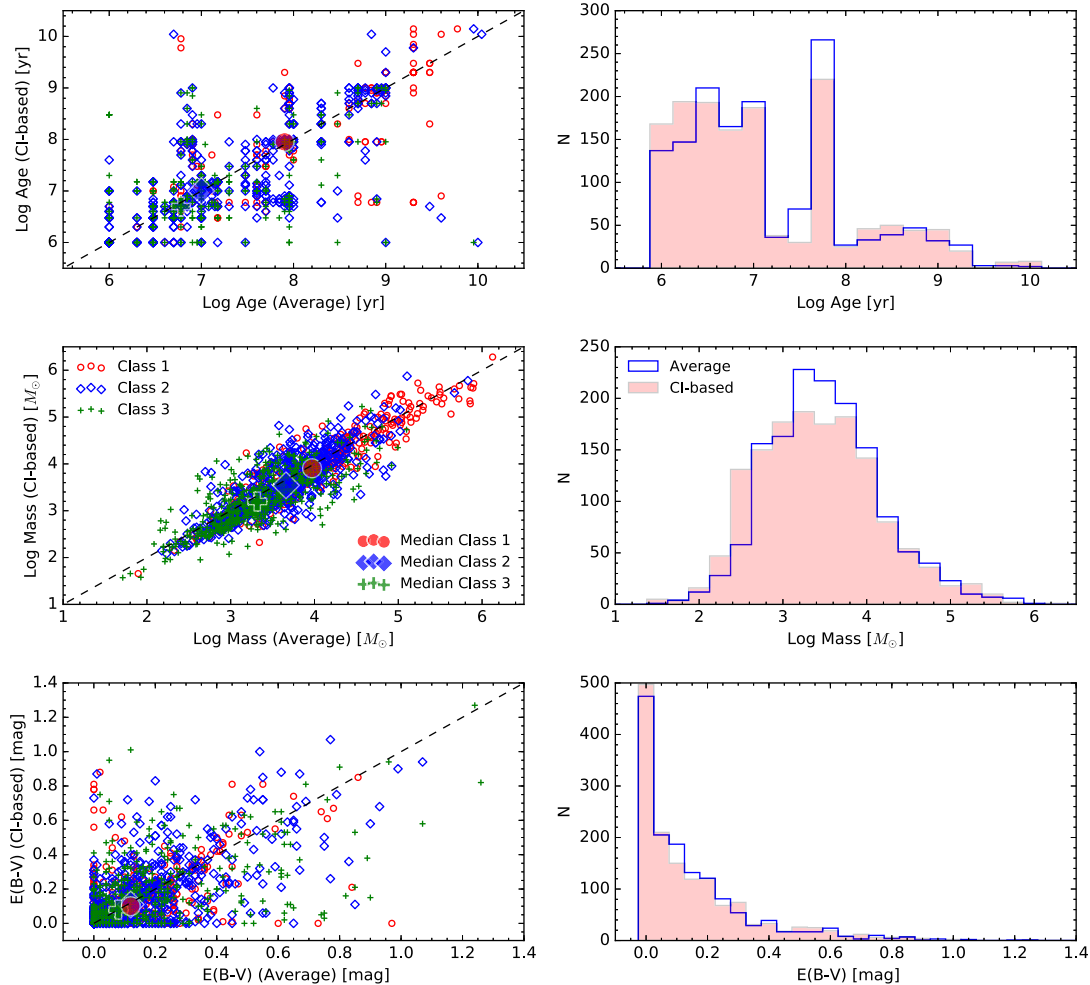 10
9
8
7
6
Log Age (CI-based) [yr]
6 7 8 9 10
Log Age (Average) [yr]
300
250
200
150
100
50
0
N
6 7 8 9 10
Log Age [yr]
6
5
4
3
2
1
Log Mass (CI-based) [M⊙]
Class 1
Class 2
Class 3
Median Class 1
Median Class 2
Median Class 3
1 2 3 4 5 6
Log Mass (Average) [M⊙]
250
200
150
100
50
0
N
Average
CI-based
1 2 3 4 5 6
Log Mass [M⊙]
1.4
1.2
1.0
0.8
0.6
0.4
0.2
0.0
E(B-V) (CI-based) [mag]
0.0 0.2 0.4 0.6 0.8 1.0 1.2 1.4
E(B-V) (Average) [mag]
500
400
300
200
100
0
N
0.0 0.2 0.4 0.6 0.8 1.0 1.2 1.4
E(B-V) [mag]